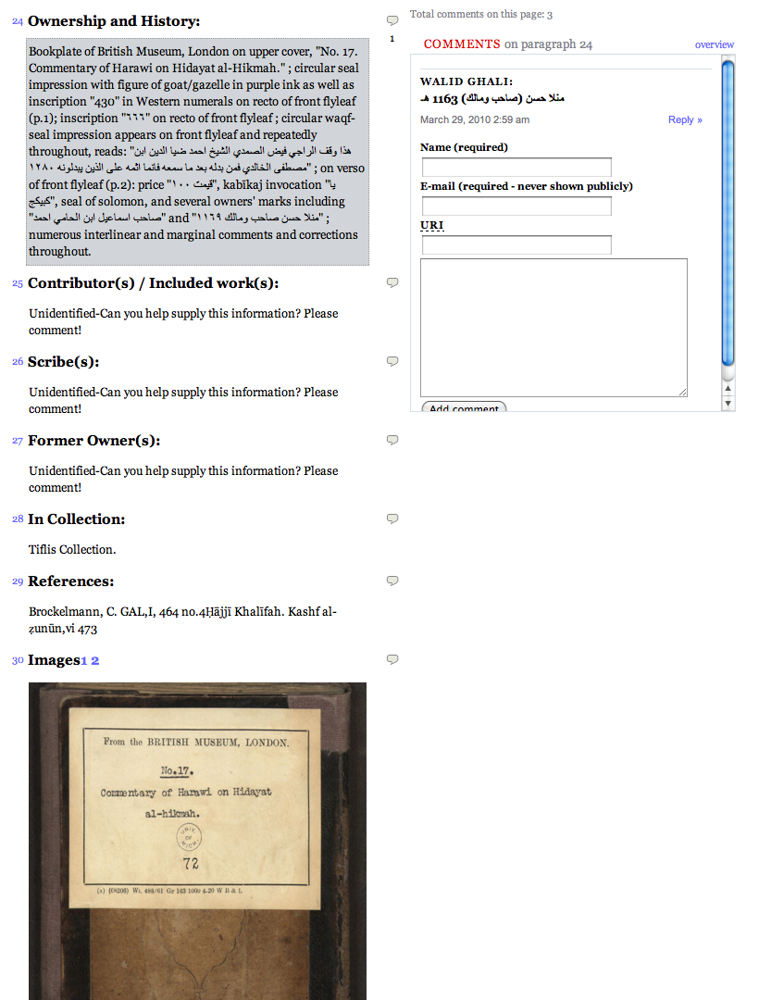 24 Ownership and History:
Bookplate of British Museum, London on upper cover, "No. 17.
Commentary of Harawi on Hidayat al-Hikmah." ; circular seal
impression with figure of goat/gazelle in purple ink as well as
inscription "430" in Western numerals on recto of front flyleaf
(p.1); inscription "٦٦٦" on recto of front flyleaf ; circular waqf-
seal impression appears on front flyleaf and repeatedly
throughout, reads: "هذا وقف الراجي فيض الصمدي الشيخ احمد ضيا الدين ابن
مصطفى الخالدي فمن بدله بعد ما سمعه فانما اثمه على الذين يبدلونه ١٢٨٠" ; on verso
of front flyleaf (p.2): price "قيمت ١٠٠", kabīkaj invocation "يا
كبيكج", seal of solomon, and several owners' marks including
"صاحب اسماعيل ابن الحامي احمد" and "منلا حسن صاحب ومالك ١١٦٩" ;
numerous interlinear and marginal comments and corrections
throughout.
25 Contributor(s) / Included work(s):
Unidentified-Can you help supply this information? Please
comment!
26 Scribe(s):
Unidentified-Can you help supply this information? Please
comment!
27 Former Owner(s):
Unidentified-Can you help supply this information? Please
comment!
28 In Collection:
Tiflis Collection.
29 References:
Brockelmann, C. GAL,I, 464 no.4Ḥājjī Khalīfah. Kashf al-
ẓunūn,vi 473
30 Images1 2
From the BRITISH MUSEUM, LONDON.
No.17.
Commentary of Harawi on Hidayat
al-hikmah.
UNIV.
OF
MICH.
72
(s) (08206) Wt. 488/61 Gr 163 1000 4-20 W B & L
Total comments on this page: 3
1
COMMENTS on paragraph 24
overview
WALID GHALI:
منلا حسن (صاحب ومالك) 1163 هـ
March 29, 2010 2:59 am
Reply »
Name (required)
E-mail (required - never shown publicly)
URI
Add comment